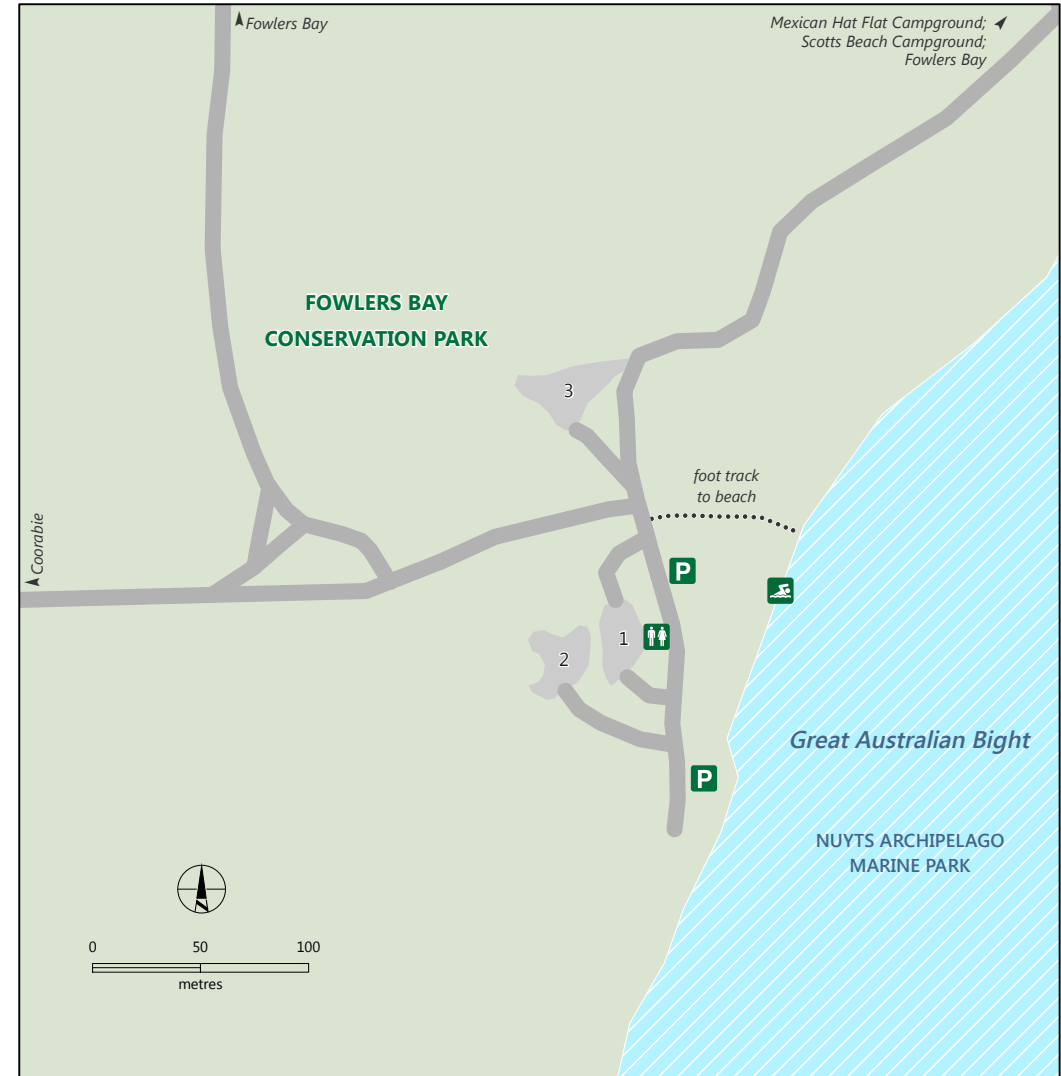 Fowlers Bay
Mexican Hat Flat Campground;
Scotts Beach Campground;
Fowlers Bay
FOWLERS BAY
CONSERVATION PARK
3
foot track
to beach
Coorabie
P
1
2
Great Australian Bight
P
NUYTS ARCHIPELAGO
MARINE PARK
0 50 100
metres